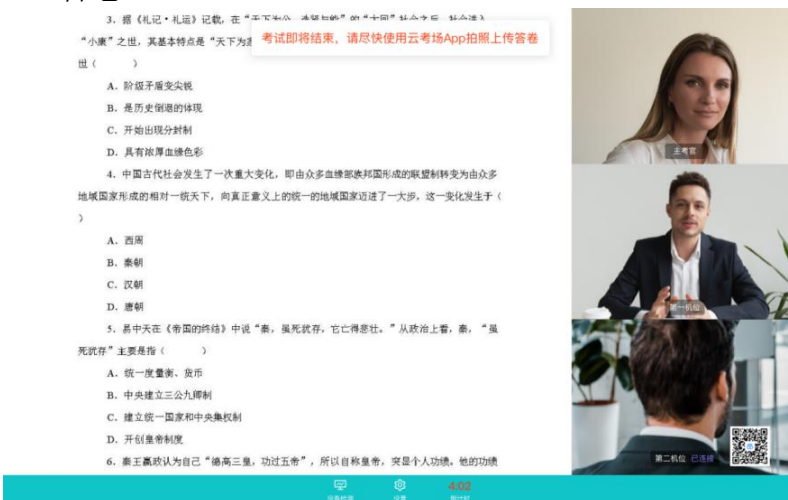 3. 据《礼记·礼运》记载，在“天下为公，选贤与能”的“大同”社会之后，社会进入
“小康”之世，其基本特点是“天下为
考试即将结束，请尽快使用云考场App拍照上传答卷
世（ ）
A. 阶级矛盾变尖锐
B. 是历史倒退的体现
C. 开始出现分封制
D. 具有浓厚血缘色彩
4. 中国古代社会发生了一次重大变化，即由众多血缘部族邦国形成的联盟制转变为由众多
地域国家形成的相对一统天下，向真正意义上的统一的地域国家迈进了一大步，这一变化发生于（
）
A. 西周
B. 秦朝
C. 汉朝
D. 唐朝
5. 易中天在《帝国的终结》中说“秦，虽死犹存，它亡得悲壮。”从政治上看，秦，“虽
死犹存”主要是指（ ）
A. 统一度量衡、货币
B. 中央建立三公九卿制
C. 建立统一国家和中央集权制
D. 开创皇帝制度
6. 秦王嬴政认为自己“德高三皇，功过五帝”，所以自称皇帝，突显个人功绩。他的功绩
主考官
第一机位
第二机位 已连接
4:02